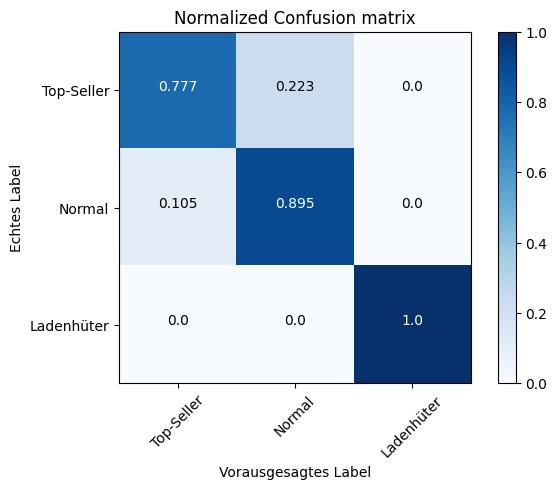 Normalized Confusion matrix
Echtes Label
Top-Seller
0.777 0.223 0.0
Normal
0.105 0.895 0.0
Ladenhüter
0.0 0.0 1.0
Top-Seller Normal Ladenhüter
Vorausgesagtes Label
1.0
0.8
0.6
0.4
0.2
0.0